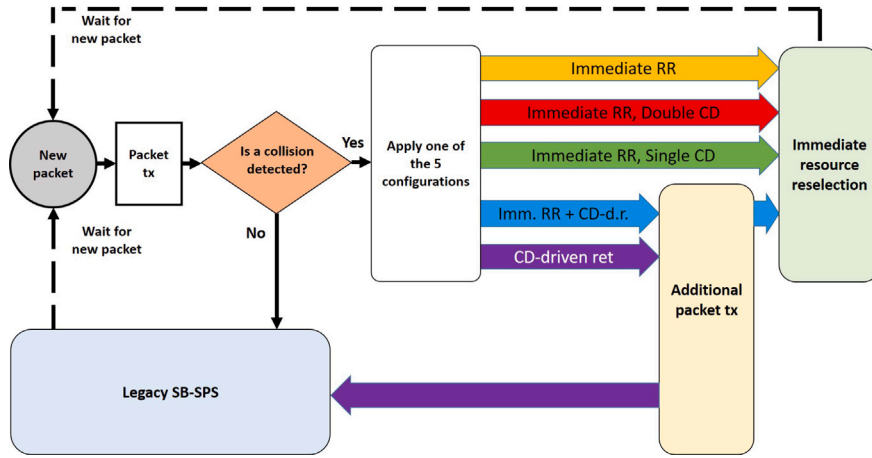 Wait for
new packet
New
packet
Packet
tx
Is a collision
detected?
Yes
No
Apply one of
the 5
configurations
Immediate RR
Immediate RR, Double CD
Immediate RR, Single CD
Imm. RR + CD-d.r.
CD-driven ret
Immediate
resource
reselection
Additional
packet tx
Wait for
new packet
Legacy SB-SPS